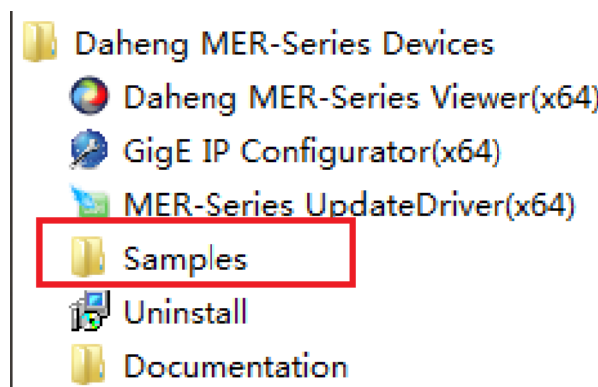 Daheng MER-Series Devices
Daheng MER-Series Viewer(x64)
GigE IP Configurator(x64)
MER-Series UpdateDriver(x64)
Samples
Uninstall
Documentation